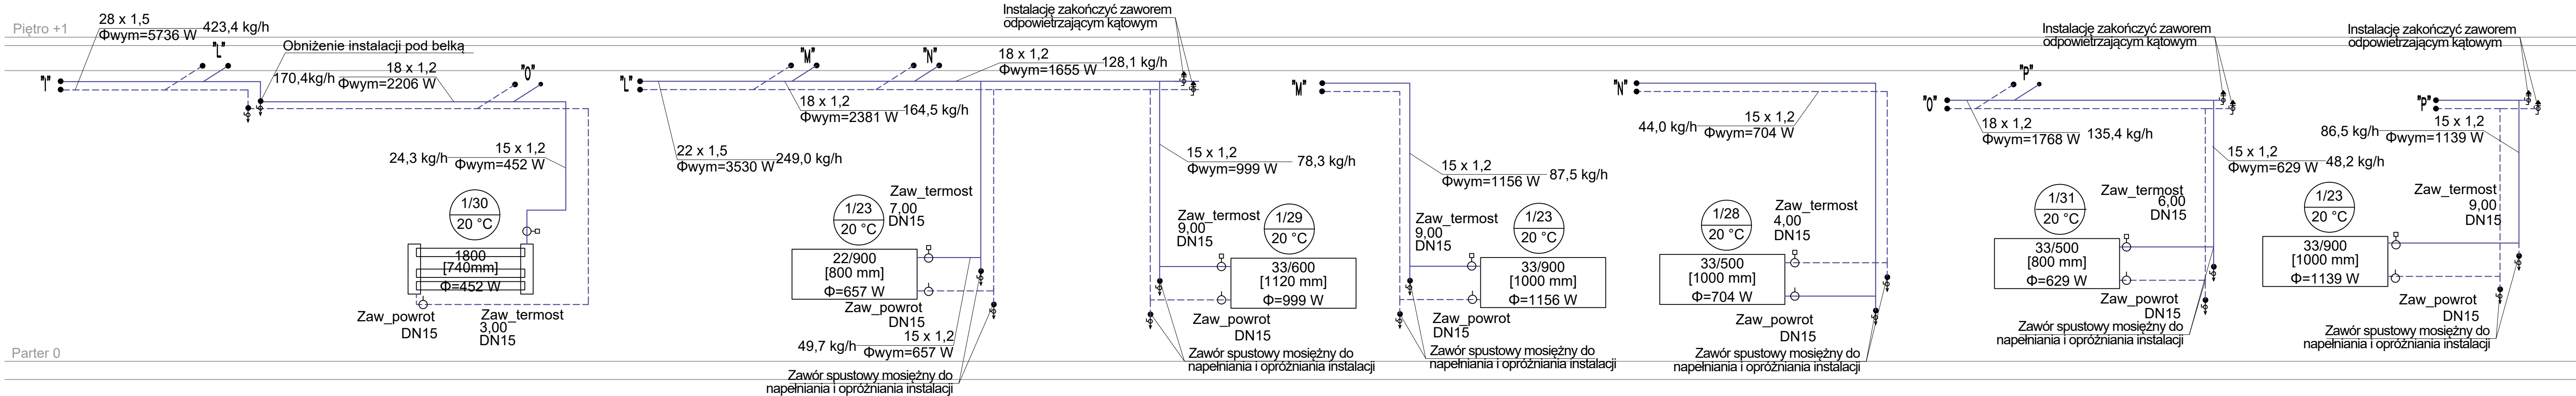 Piętro +1
28 x 1,5
Φwym=5736 W
423,4 kg/h
"L"
Obniżenie instalacji pod belką
"I"
170,4kg/h
18 x 1,2
Φwym=2206 W
"O"
15 x 1,2
24,3 kg/h
Φwym=452 W
1/30
20 °C
1800
[740mm]
Φ=452 W
Zaw_powrot
DN15
Zaw_termost
3,00
DN15
Parter 0
"L"
"M"
"N"
Instalację zakończyć zaworem
odpowietrzającym kątowym
18 x 1,2
Φwym=1655 W
128,1 kg/h
18 x 1,2
Φwym=2381 W
164,5 kg/h
22 x 1,5
Φwym=3530 W
249,0 kg/h
Zaw_termost
7,00
DN15
1/23
20 °C
22/900
[800 mm]
Φ=657 W
Zaw_powrot
DN15
15 x 1,2
49,7 kg/h
Φwym=657 W
Zawór spustowy mosiężny do
napełniania i opróżniania instalacji
15 x 1,2
Φwym=999 W
78,3 kg/h
Zaw_termost
9,00
DN15
1/29
20 °C
33/600
[1120 mm]
Φ=999 W
Zaw_powrot
DN15
Zawór spustowy mosiężny do
napełniania i opróżniania instalacji
"M"
15 x 1,2
Φwym=1156 W
87,5 kg/h
Zaw_termost
9,00
DN15
1/23
20 °C
33/900
[1000 mm]
Φ=1156 W
Zaw_powrot
DN15
Zawór spustowy mosiężny do
napełniania i opróżniania instalacji
"N"
15 x 1,2
44,0 kg/h
Φwym=704 W
1/28
20 °C
Zaw_termost
4,00
DN15
33/500
[1000 mm]
Φ=704 W
Zaw_powrot
DN15
Zawór spustowy mosiężny do
napełniania i opróżniania instalacji
"O"
"P"
Instalację zakończyć zaworem
odpowietrzającym kątowym
18 x 1,2
Φwym=1768 W
135,4 kg/h
15 x 1,2
Φwym=629 W
48,2 kg/h
1/31
20 °C
Zaw_termost
6,00
DN15
33/500
[800 mm]
Φ=629 W
Zaw_powrot
DN15
Zawór spustowy mosiężny do
napełniania i opróżniania instalacji
Instalację zakończyć zaworem
odpowietrzającym kątowym
"P"
15 x 1,2
86,5 kg/h
Φwym=1139 W
1/23
20 °C
Zaw_termost
9,00
DN15
33/900
[1000 mm]
Φ=1139 W
Zaw_powrot
DN15
Zawór spustowy mosiężny do
napełniania i opróżniania instalacji